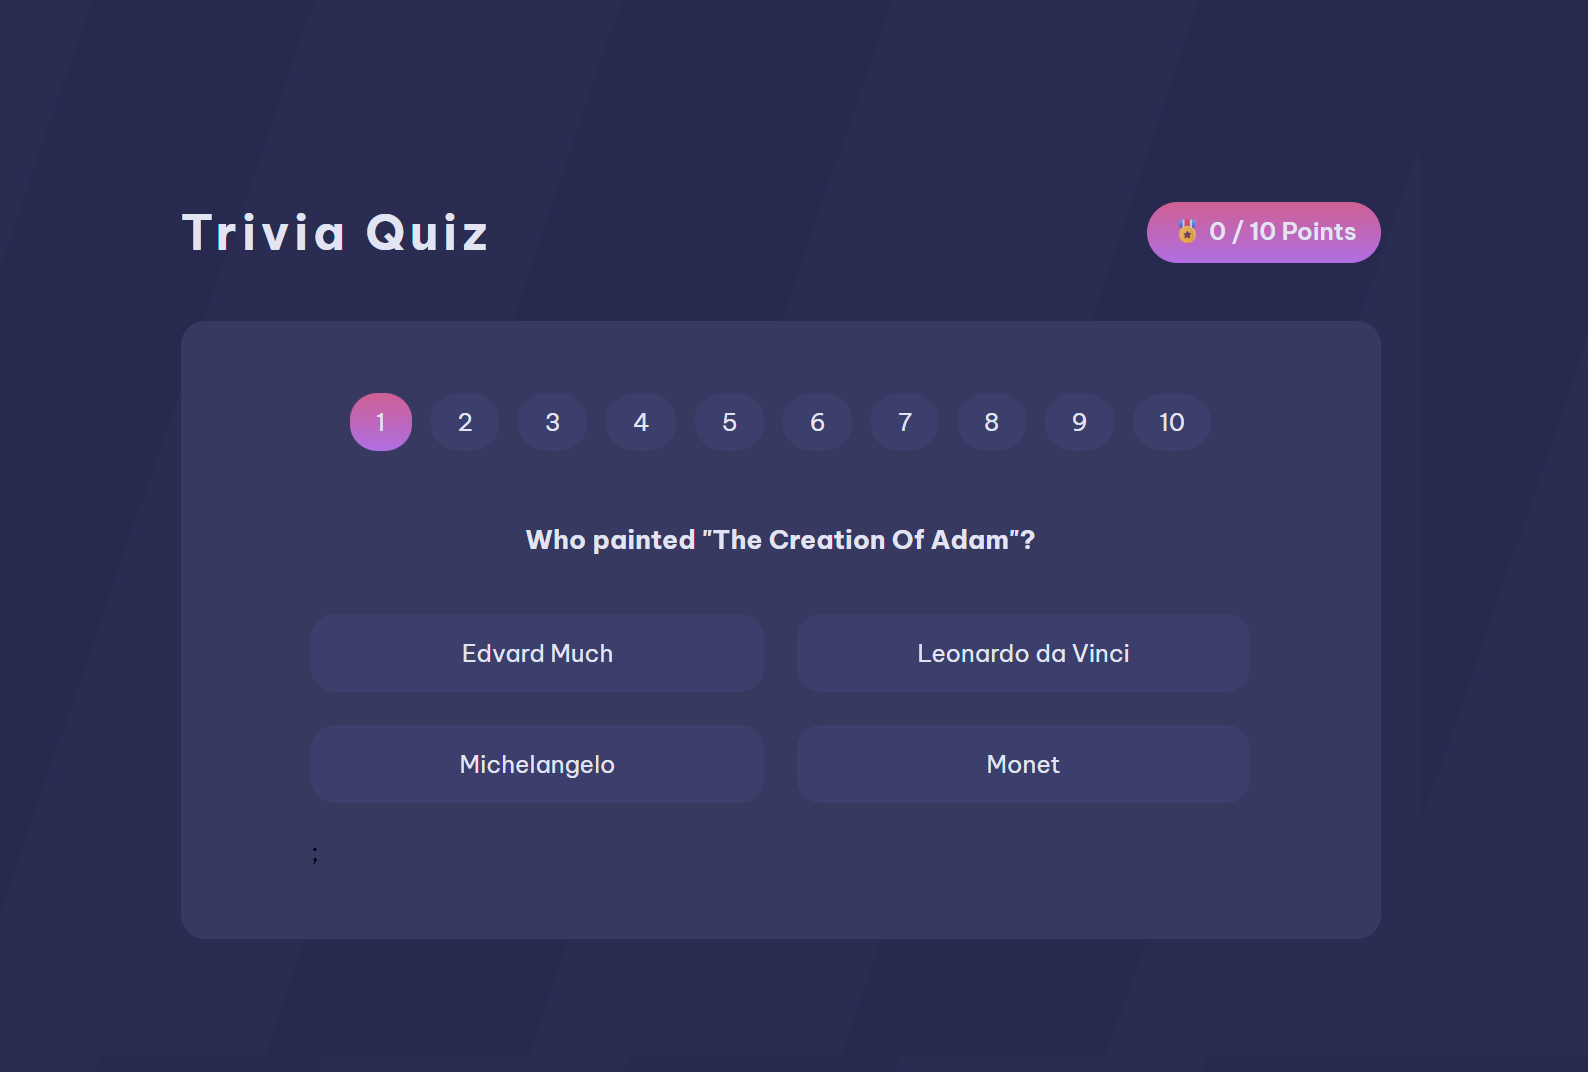 Trivia Quiz
0 / 10 Points
1 2 3 4 5 6 7 8 9 10
Who painted "The Creation Of Adam"?
Edvard Much
Leonardo da Vinci
Michelangelo
Monet
;